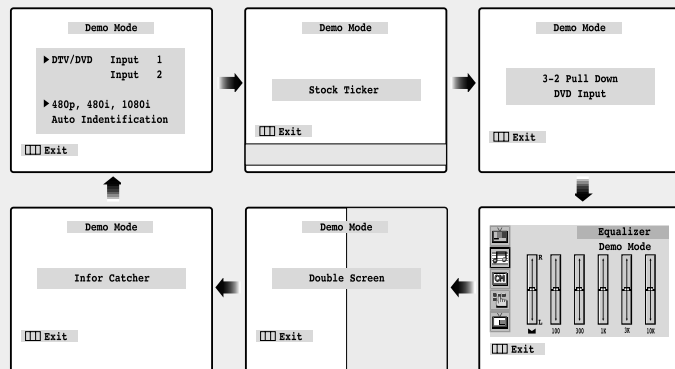 Demo Mode
DTV/DVD Input 1
Input 2
480p, 480i, 1080i
Auto Indentification
Exit
Demo Mode
Stock Ticker
Exit
Demo Mode
3-2 Pull Down
DVD Input
Exit
Demo Mode
Infor Catcher
Exit
Demo Mode
Double Screen
Exit
Equalizer
Demo Mode
CH
R
L
100 300 1K 3K 10K
Exit